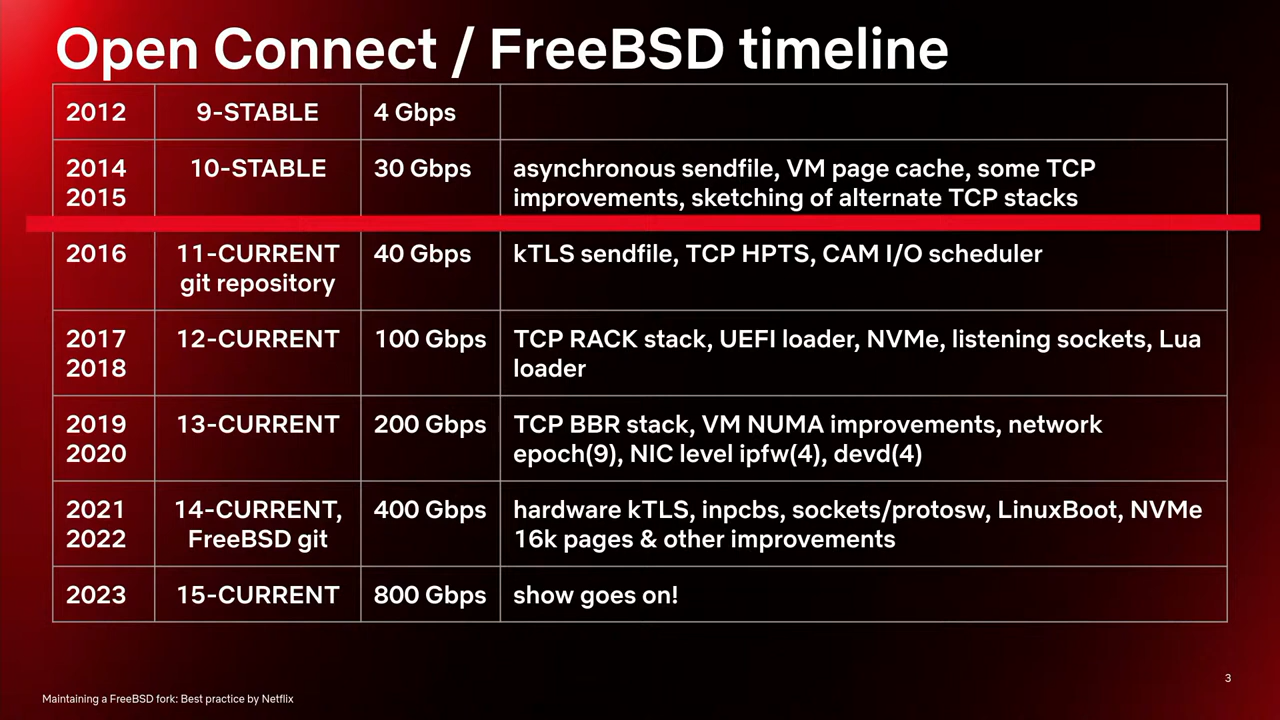 Open Connect / FreeBSD timeline
2012 9-STABLE 4 Gbps
2014 10-STABLE 30 Gbps asynchronous sendfile, VM page cache, some TCP
2015 improvements, sketching of alternate TCP stacks
2016 11-CURRENT 40 Gbps kTLS sendfile, TCP HPTS, CAM I/O scheduler
git repository
2017 12-CURRENT 100 Gbps TCP RACK stack, UEFI loader, NVMe, listening sockets, Lua
2018 loader
2019 13-CURRENT 200 Gbps TCP BBR stack, VM NUMA improvements, network
2020 epoch(9), NIC level ipfw(4), devd(4)
2021 14-CURRENT, 400 Gbps hardware kTLS, inpcbs, sockets/protosw, LinuxBoot, NVMe
2022 FreeBSD git 16k pages & other improvements
2023 15-CURRENT 800 Gbps show goes on!
3
Maintaining a FreeBSD fork: Best practice by Netflix